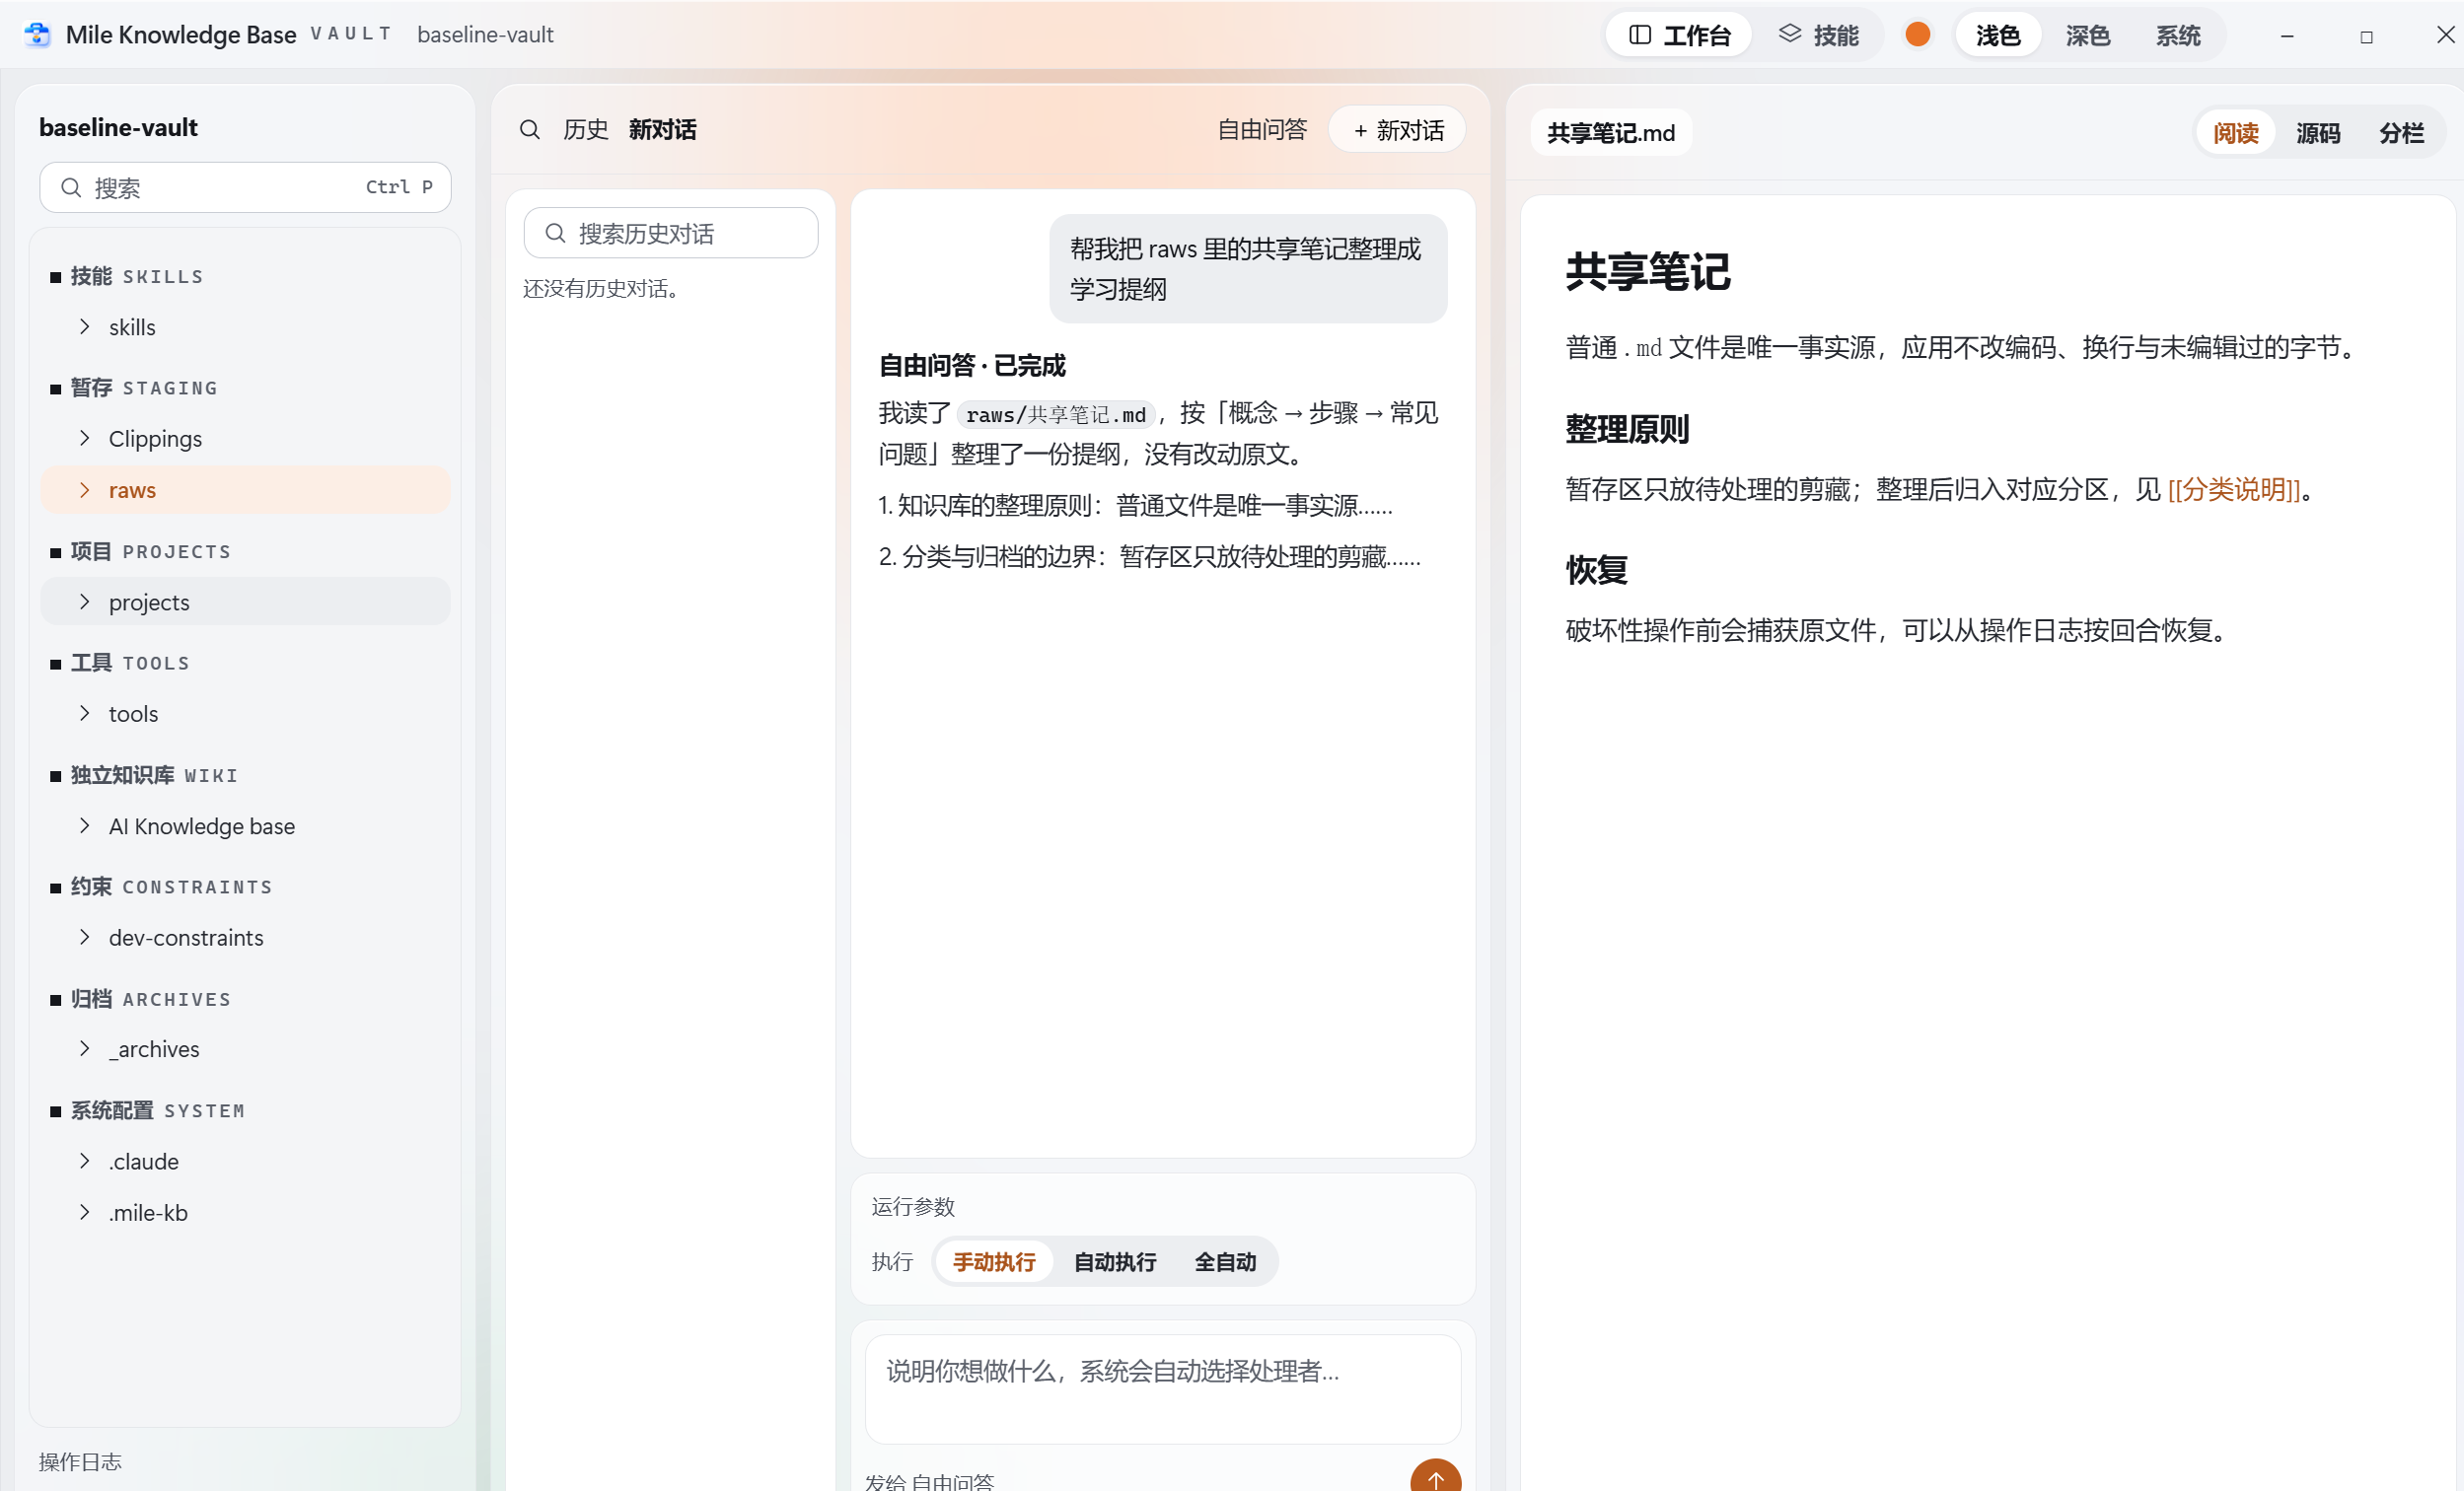 Mile Knowledge Base VAULT baseline-vault
工作台 技能 浅色 深色 系统
baseline-vault
搜索 Ctrl P
技能 SKILLS
skills
暂存 STAGING
Clippings
raws
项目 PROJECTS
projects
工具 TOOLS
tools
独立知识库 WIKI
AI Knowledge base
约束 CONSTRAINTS
dev-constraints
归档 ARCHIVES
_archives
系统配置 SYSTEM
.claude
.mile-kb
操作日志
历史 新对话 自由问答 + 新对话
搜索历史对话
还没有历史对话。
帮我把 raws 里的共享笔记整理成
学习提纲
自由问答 · 已完成
我读了 raws/共享笔记.md，按「概念 → 步骤 → 常见
问题」整理了一份提纲，没有改动原文。
1. 知识库的整理原则：普通文件是唯一事实源……
2. 分类与归档的边界：暂存区只放待处理的剪藏……
运行参数
执行 手动执行 自动执行 全自动
说明你想做什么，系统会自动选择处理者...
发给 自由问答
共享笔记.md 阅读 源码 分栏
共享笔记
普通 .md 文件是唯一事实源，应用不改编码、换行与未编辑过的字节。
整理原则
暂存区只放待处理的剪藏；整理后归入对应分区，见 [[分类说明]]。
恢复
破坏性操作前会捕获原文件，可以从操作日志按回合恢复。